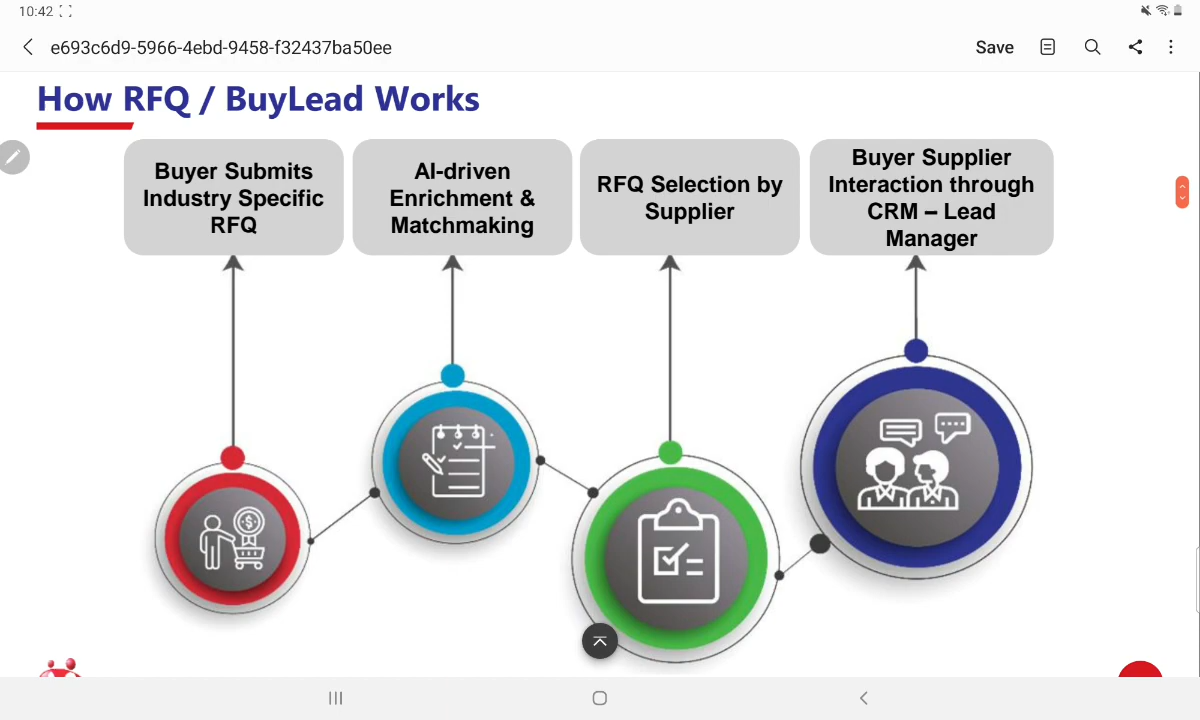 10:42
e693c6d9-5966-4ebd-9458-f32437ba50ee
Save
How RFQ / BuyLead Works
Buyer Submits
Industry Specific
RFQ
AI-driven
Enrichment &
Matchmaking
RFQ Selection by
Supplier
Buyer Supplier
Interaction through
CRM – Lead
Manager
$